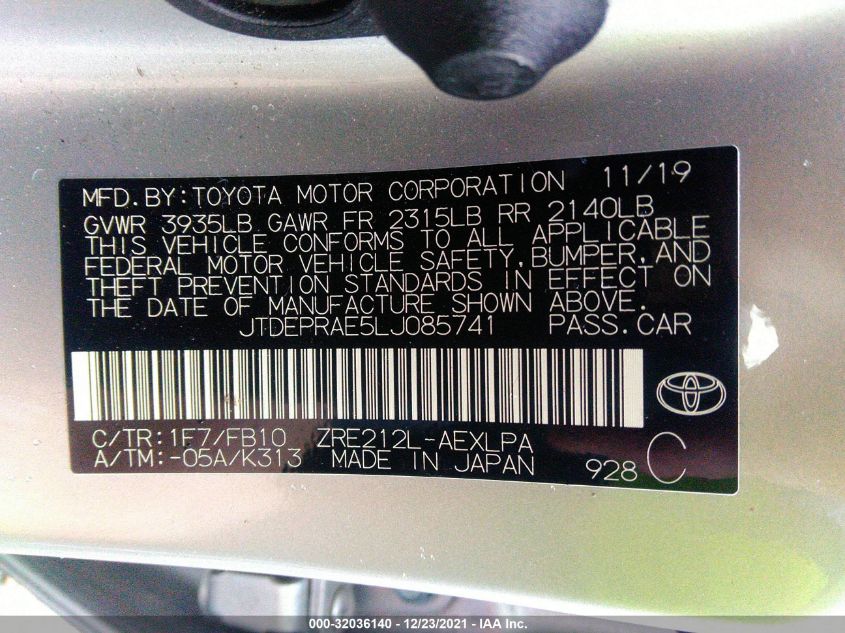 MFD.BY:TOYOTA MOTOR CORPORATION 11/19
GVWR 3935LB GAWR FR 2315LB RR 2140LB
THIS VEHICLE CONFORMS TO ALL APPLICABLE
FEDERAL MOTOR VEHICLE SAFETY,BUMPER,AND
THEFT PREVENTION STANDARDS IN EFFECT ON
THE DATE OF MANUFACTURE SHOWN ABOVE.
JTDEPRAE5LJ085741 PASS.CAR
C/TR:1F7/FB10 ZRE212L-AEXLPA
A/TM:-05A/K313 MADE IN JAPAN 928 C
000-32036140 - 12/23/2021 - IAA Inc.